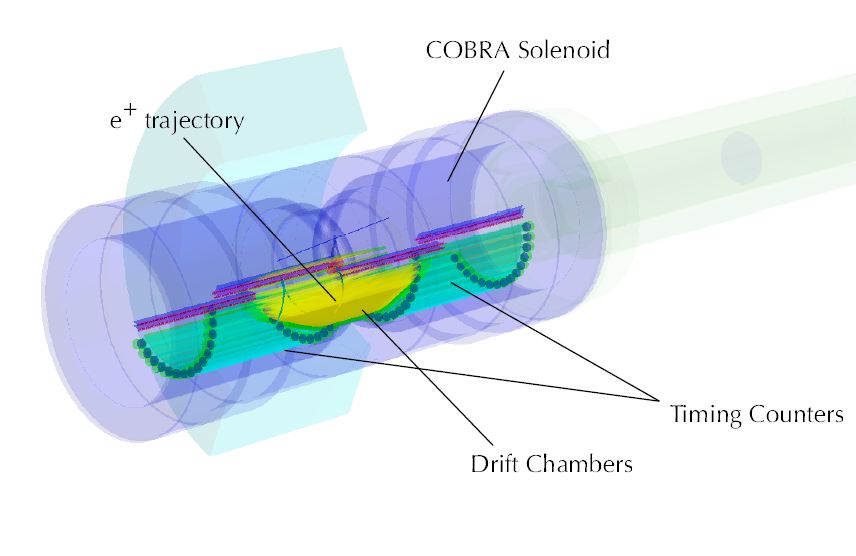 COBRA Solenoid
e+ trajectory
Timing Counters
Drift Chambers